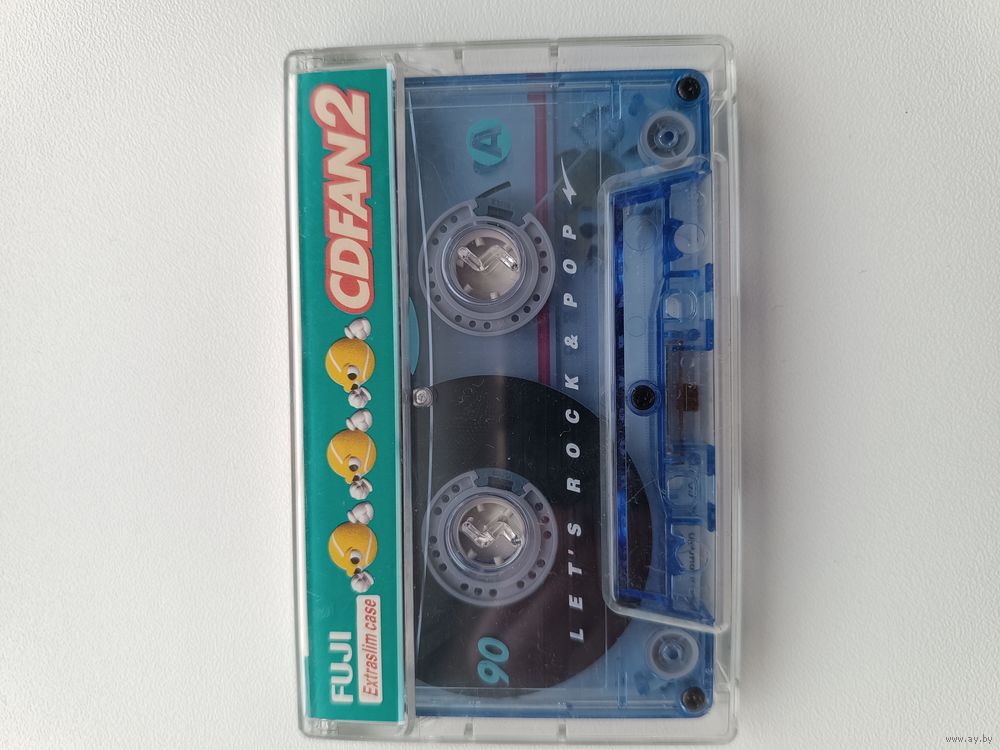 FUJI
Extraslim case
CDFAN2
A
90
LET'S ROCK & POP
www.ay.by